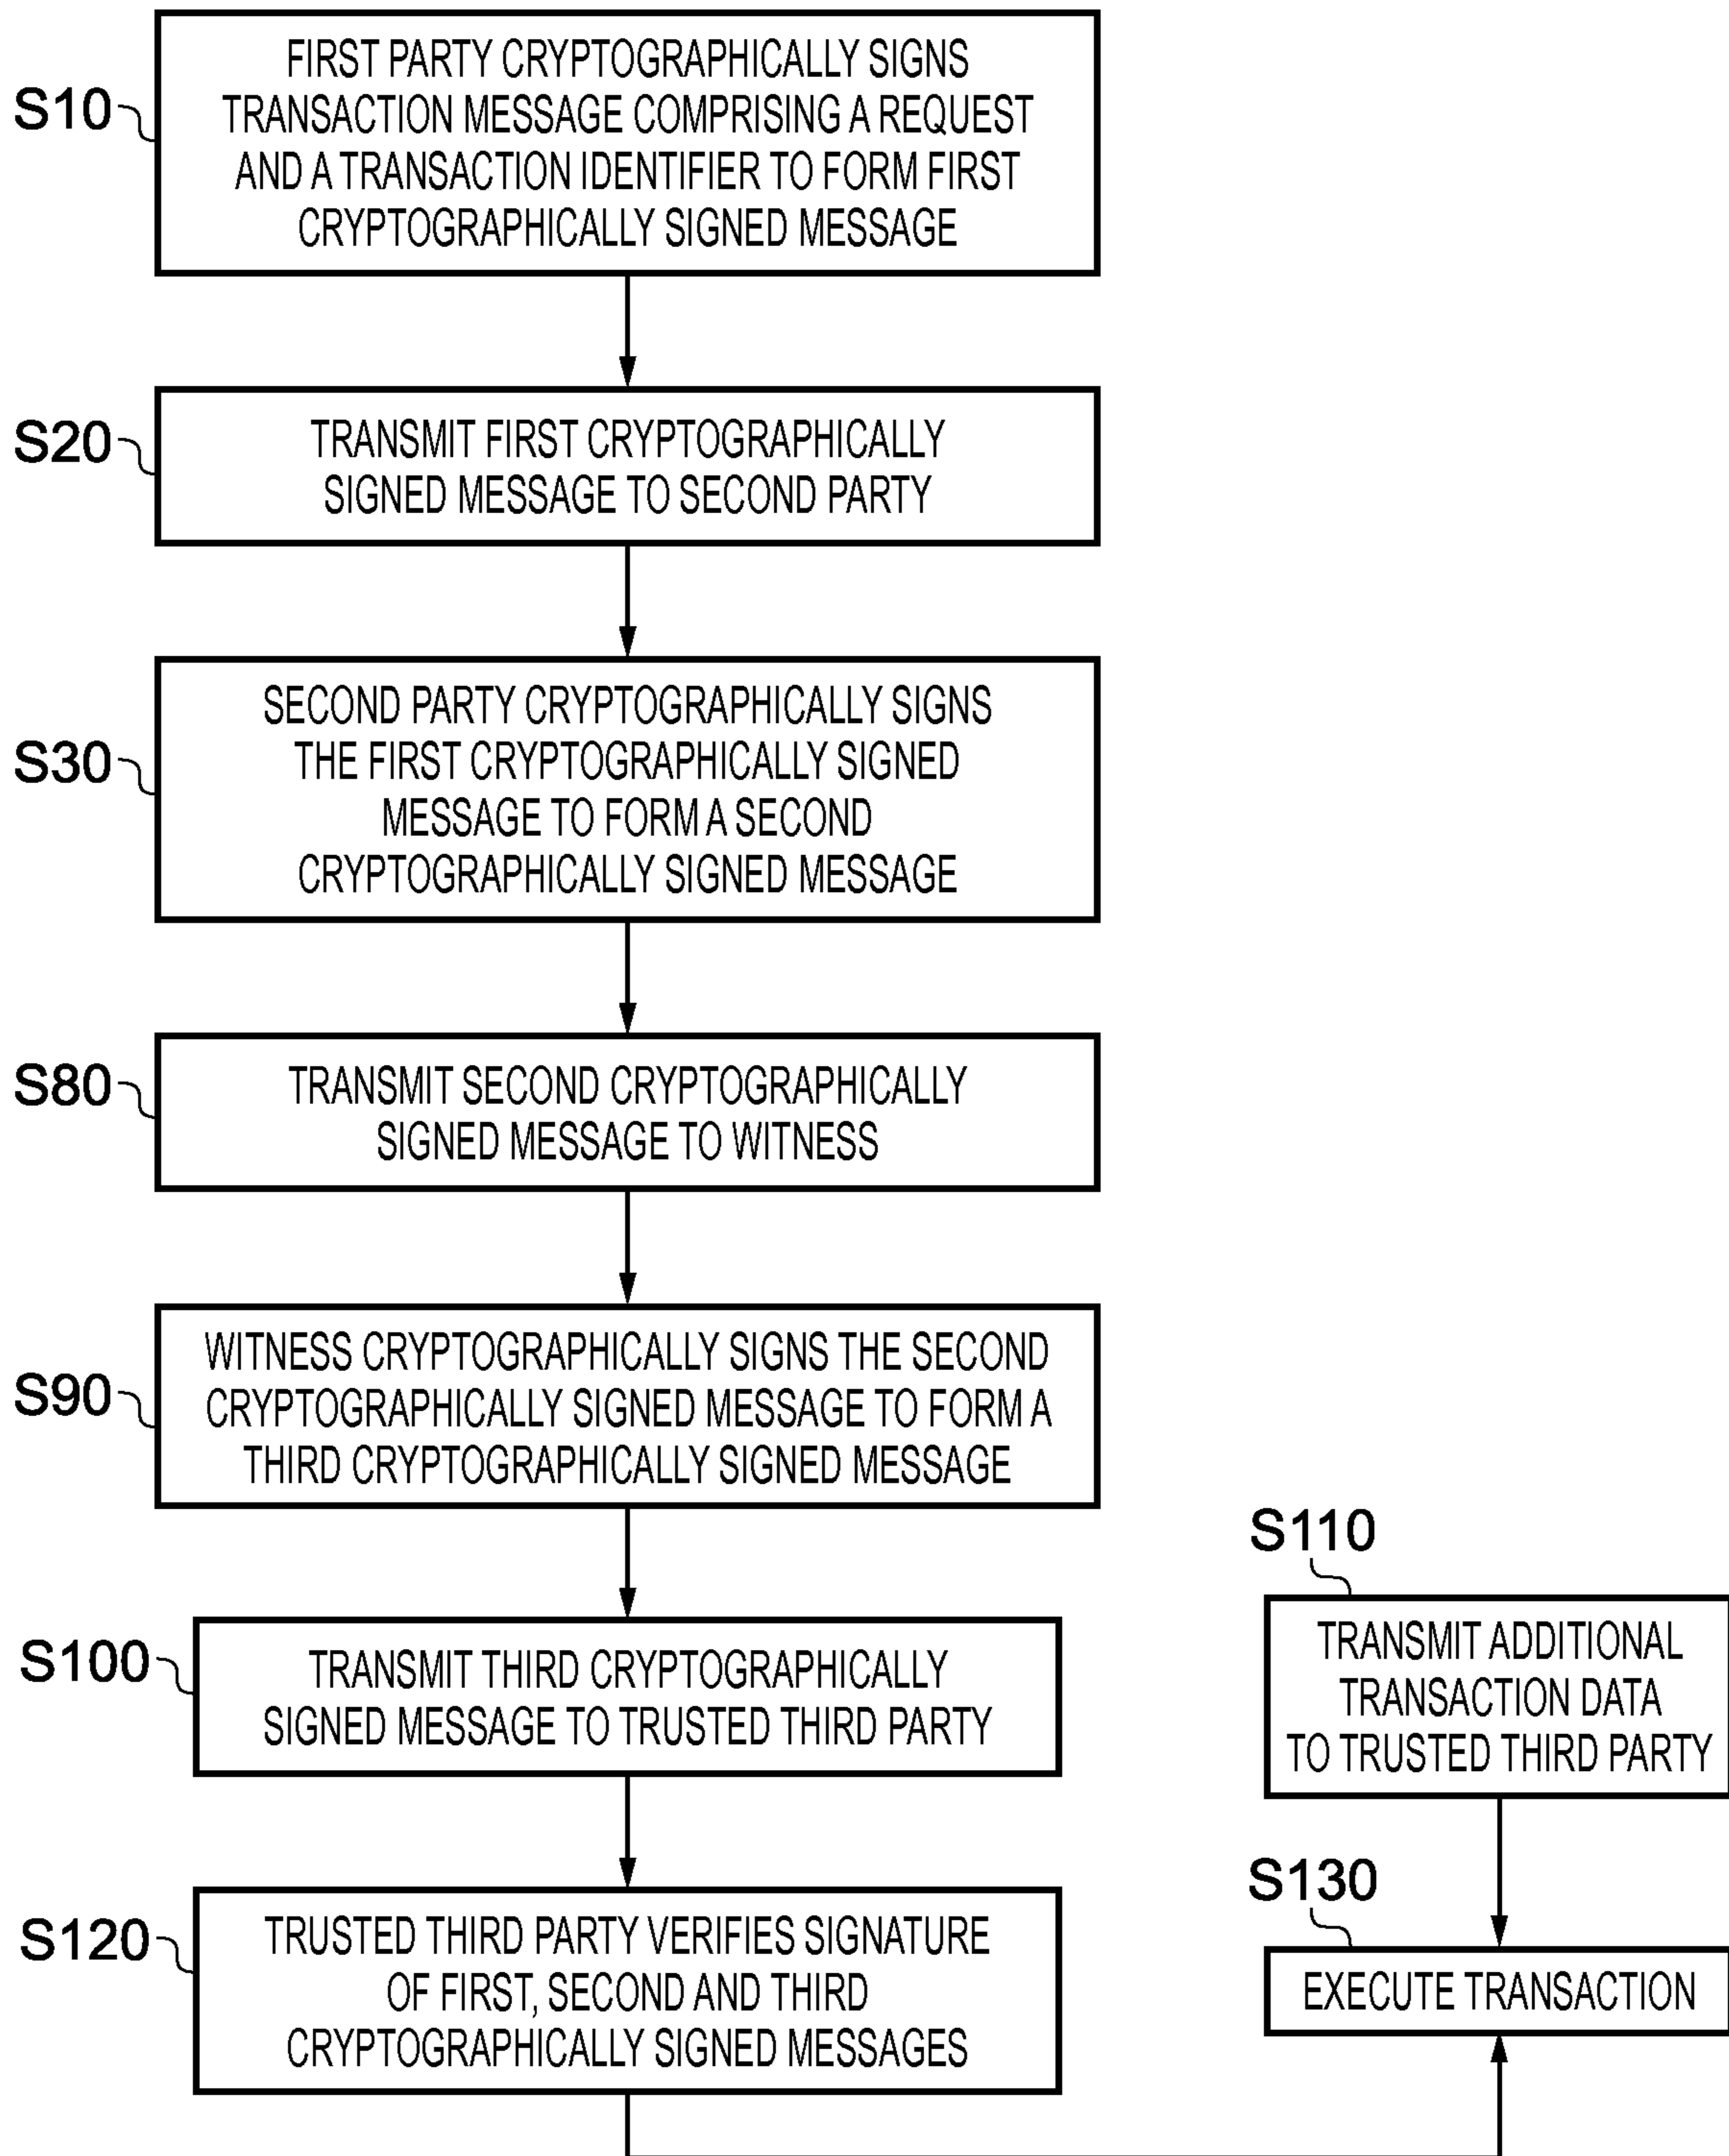 S10
FIRST PARTY CRYPTOGRAPHICALLY SIGNS
TRANSACTION MESSAGE COMPRISING A REQUEST
AND A TRANSACTION IDENTIFIER TO FORM FIRST
CRYPTOGRAPHICALLY SIGNED MESSAGE
S20
TRANSMIT FIRST CRYPTOGRAPHICALLY
SIGNED MESSAGE TO SECOND PARTY
S30
SECOND PARTY CRYPTOGRAPHICALLY SIGNS
THE FIRST CRYPTOGRAPHICALLY SIGNED
MESSAGE TO FORM A SECOND
CRYPTOGRAPHICALLY SIGNED MESSAGE
S80
TRANSMIT SECOND CRYPTOGRAPHICALLY
SIGNED MESSAGE TO WITNESS
S90
WITNESS CRYPTOGRAPHICALLY SIGNS THE SECOND
CRYPTOGRAPHICALLY SIGNED MESSAGE TO FORM A
THIRD CRYPTOGRAPHICALLY SIGNED MESSAGE
S100
TRANSMIT THIRD CRYPTOGRAPHICALLY
SIGNED MESSAGE TO TRUSTED THIRD PARTY
S110
TRANSMIT ADDITIONAL
TRANSACTION DATA
TO TRUSTED THIRD PARTY
S120
TRUSTED THIRD PARTY VERIFIES SIGNATURE
OF FIRST, SECOND AND THIRD
CRYPTOGRAPHICALLY SIGNED MESSAGES
S130
EXECUTE TRANSACTION